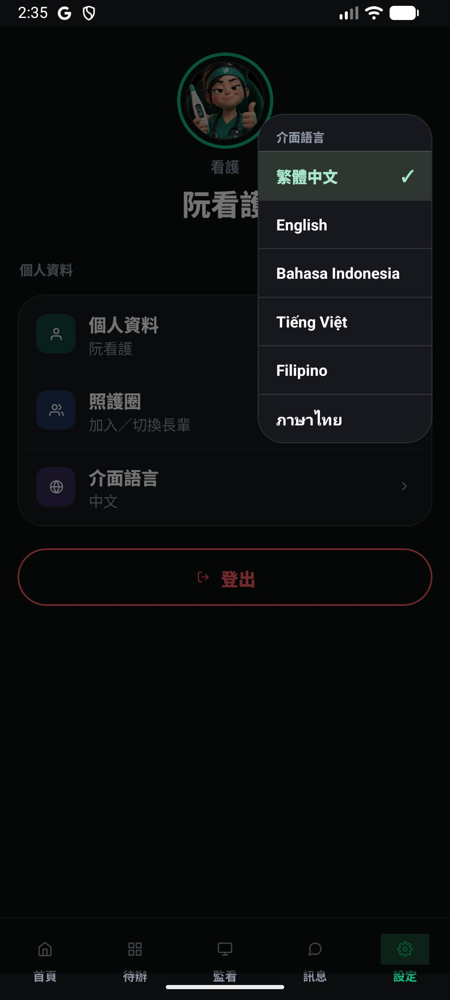 2:35
看護
阮看護
介面語言
繁體中文 ✓
English
Bahasa Indonesia
Tiếng Việt
Filipino
ภาษาไทย
個人資料
個人資料
阮看護
照護圈
加入／切換長輩
介面語言
中文
登出
首頁
待辦
監看
訊息
設定